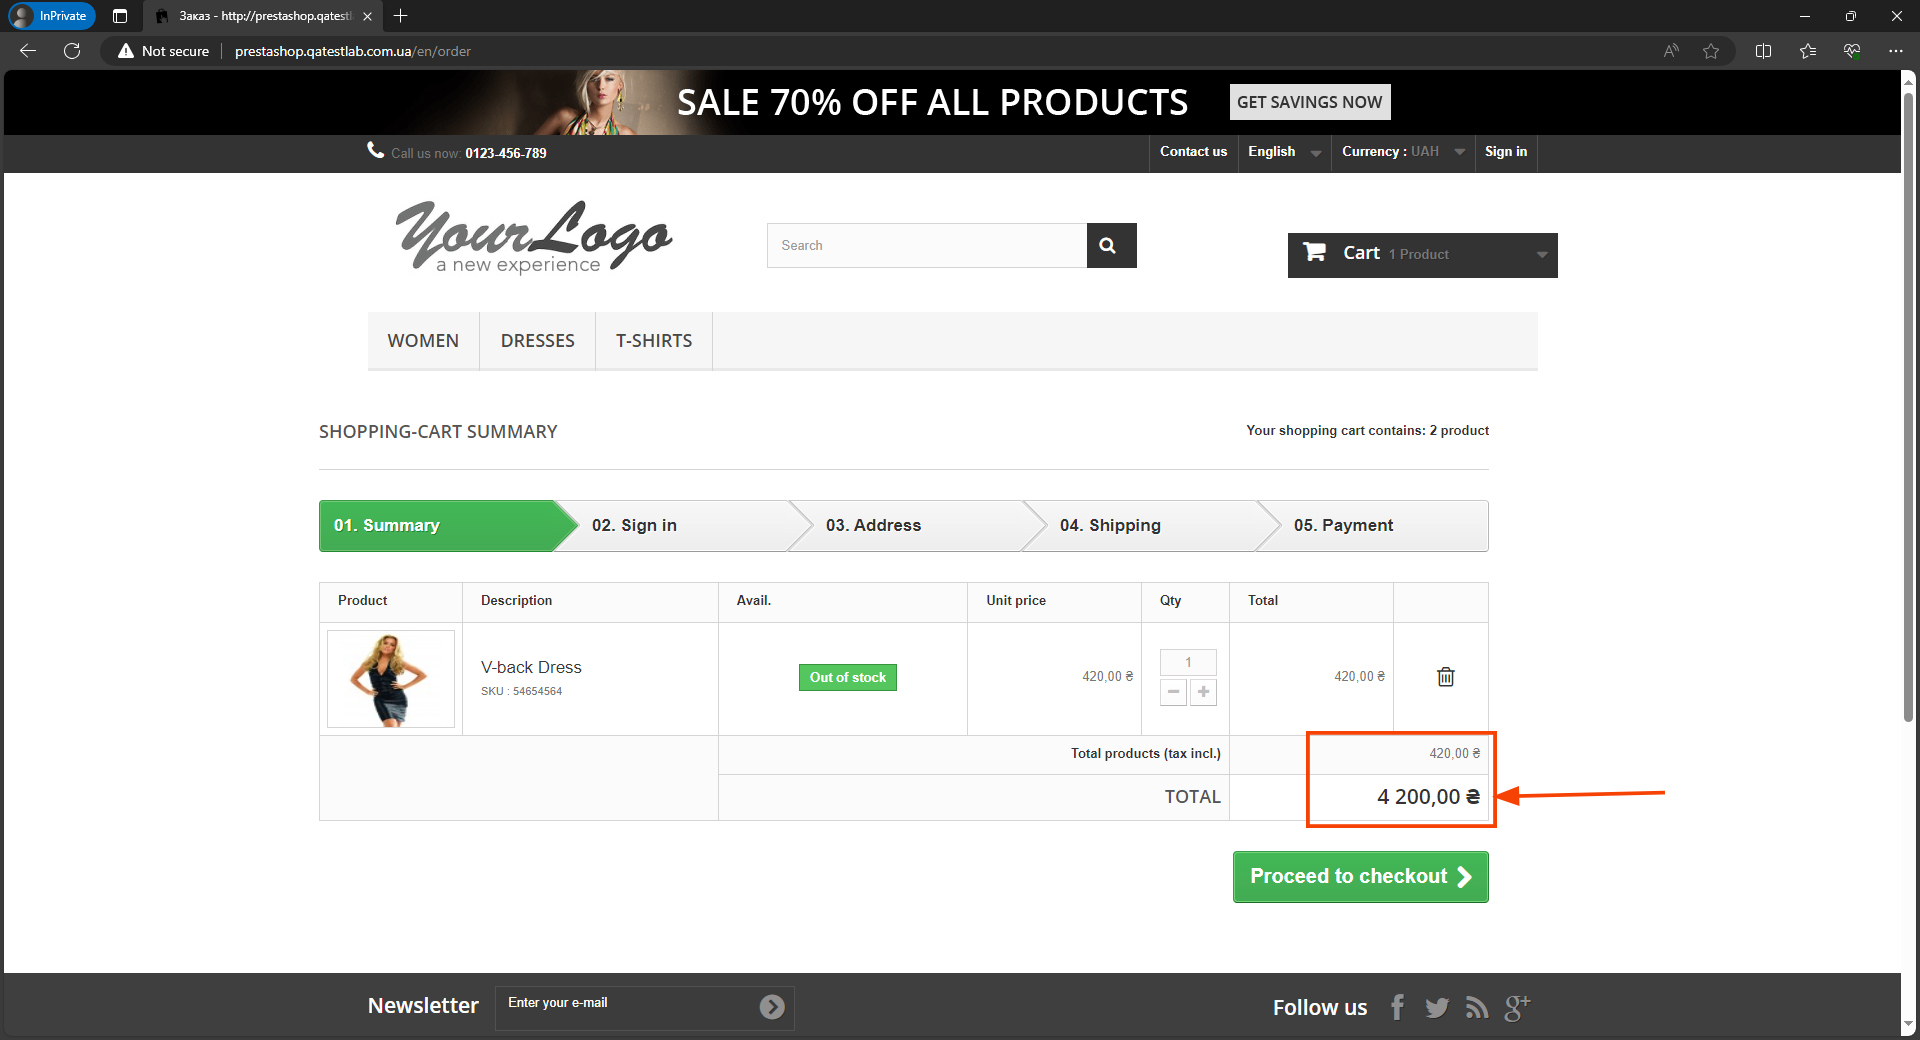 InPrivate
Заказ - http://prestashop.qatestl
Not secure
prestashop.qatestlab.com.ua/en/order
SALE 70% OFF ALL PRODUCTS
GET SAVINGS NOW
Call us now: 0123-456-789
Contact us
English
Currency : UAH
Sign in
YourLogo
a new experience
Search
Cart 1 Product
WOMEN
DRESSES
T-SHIRTS
SHOPPING-CART SUMMARY
Your shopping cart contains: 2 product
01. Summary
02. Sign in
03. Address
04. Shipping
05. Payment
Product
Description
Avail.
Unit price
Qty
Total
V-back Dress
SKU : 54654564
Out of stock
420,00 ₴
1
420,00 ₴
Total products (tax incl.)
420,00 ₴
TOTAL
4 200,00 ₴
Proceed to checkout
Newsletter
Enter your e-mail
Follow us